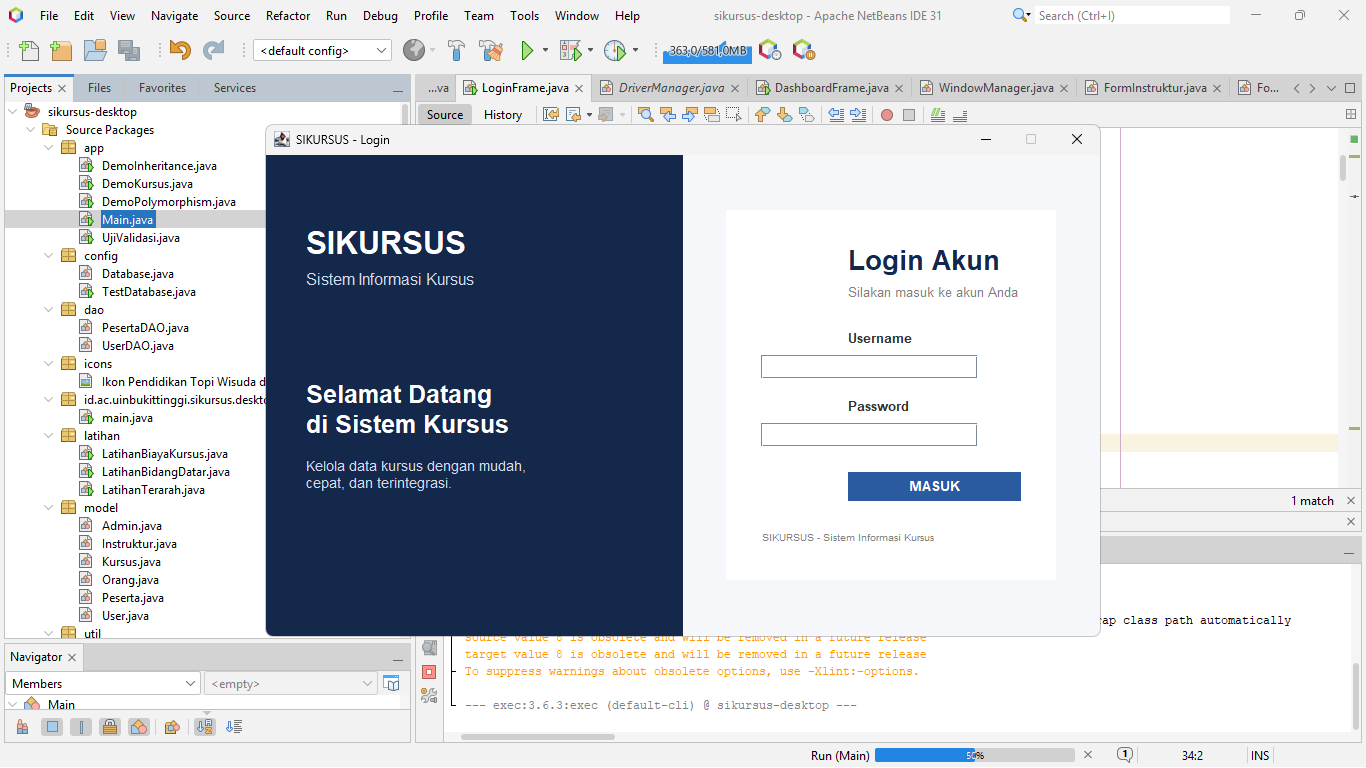 File Edit View Navigate Source Refactor Run Debug Profile Team Tools Window Help sikursus-desktop - Apache NetBeans IDE 31 Search (Ctrl+I)
<default config> 363,0/581,0MB
Projects Files Favorites Services
...va LoginFrame.java DriverManager.java DashboardFrame.java WindowManager.java FormInstruktur.java Fo...
Source History
sikursus-desktop
Source Packages
app
DemoInheritance.java
DemoKursus.java
DemoPolymorphism.java
Main.java
UjiValidasi.java
config
Database.java
TestDatabase.java
dao
PesertaDAO.java
UserDAO.java
icons
Ikon Pendidikan Topi Wisuda d
id.ac.uinbukittinggi.sikursus.deskto
main.java
latihan
LatihanBiayaKursus.java
LatihanBidangDatar.java
LatihanTerarah.java
model
Admin.java
Instruktur.java
Kursus.java
Orang.java
Peserta.java
User.java
util
SIKURSUS - Login
SIKURSUS
Sistem Informasi Kursus
Selamat Datang
di Sistem Kursus
Kelola data kursus dengan mudah,
cepat, dan terintegrasi.
Login Akun
Silakan masuk ke akun Anda
Username
Password
MASUK
SIKURSUS - Sistem Informasi Kursus
1 match
ap class path automatically
source value 8 is obsolete and will be removed in a future release
target value 8 is obsolete and will be removed in a future release
To suppress warnings about obsolete options, use -Xlint:-options.
--- exec:3.6.3:exec (default-cli) @ sikursus-desktop ---
Navigator
Members <empty>
Main
Run (Main) 50% 1 34:2 INS